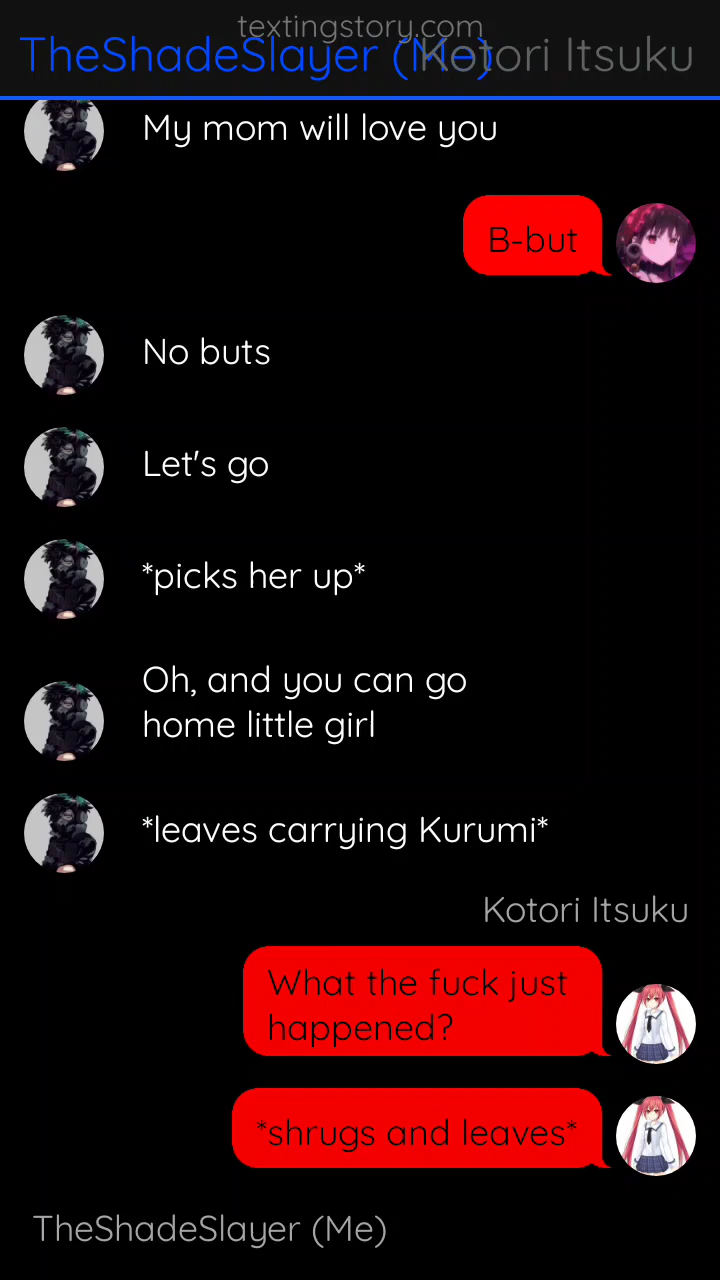 textingstory.com
TheShadeSlayer (Me)
Kotori Itsuku
My mom will love you
B-but
No buts
Let's go
*picks her up*
Oh, and you can go
home little girl
*leaves carrying Kurumi*
Kotori Itsuku
What the fuck just
happened?
*shrugs and leaves*
TheShadeSlayer (Me)